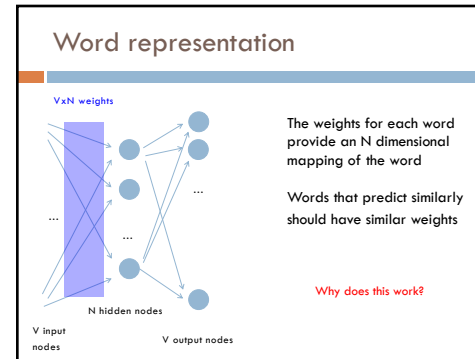 Word representation
VxN weights
The weights for each word
provide an N dimensional
mapping of the word
...
Words that predict similarly
should have similar weights
...
...
Why does this work?
N hidden nodes
V input
nodes
V output nodes